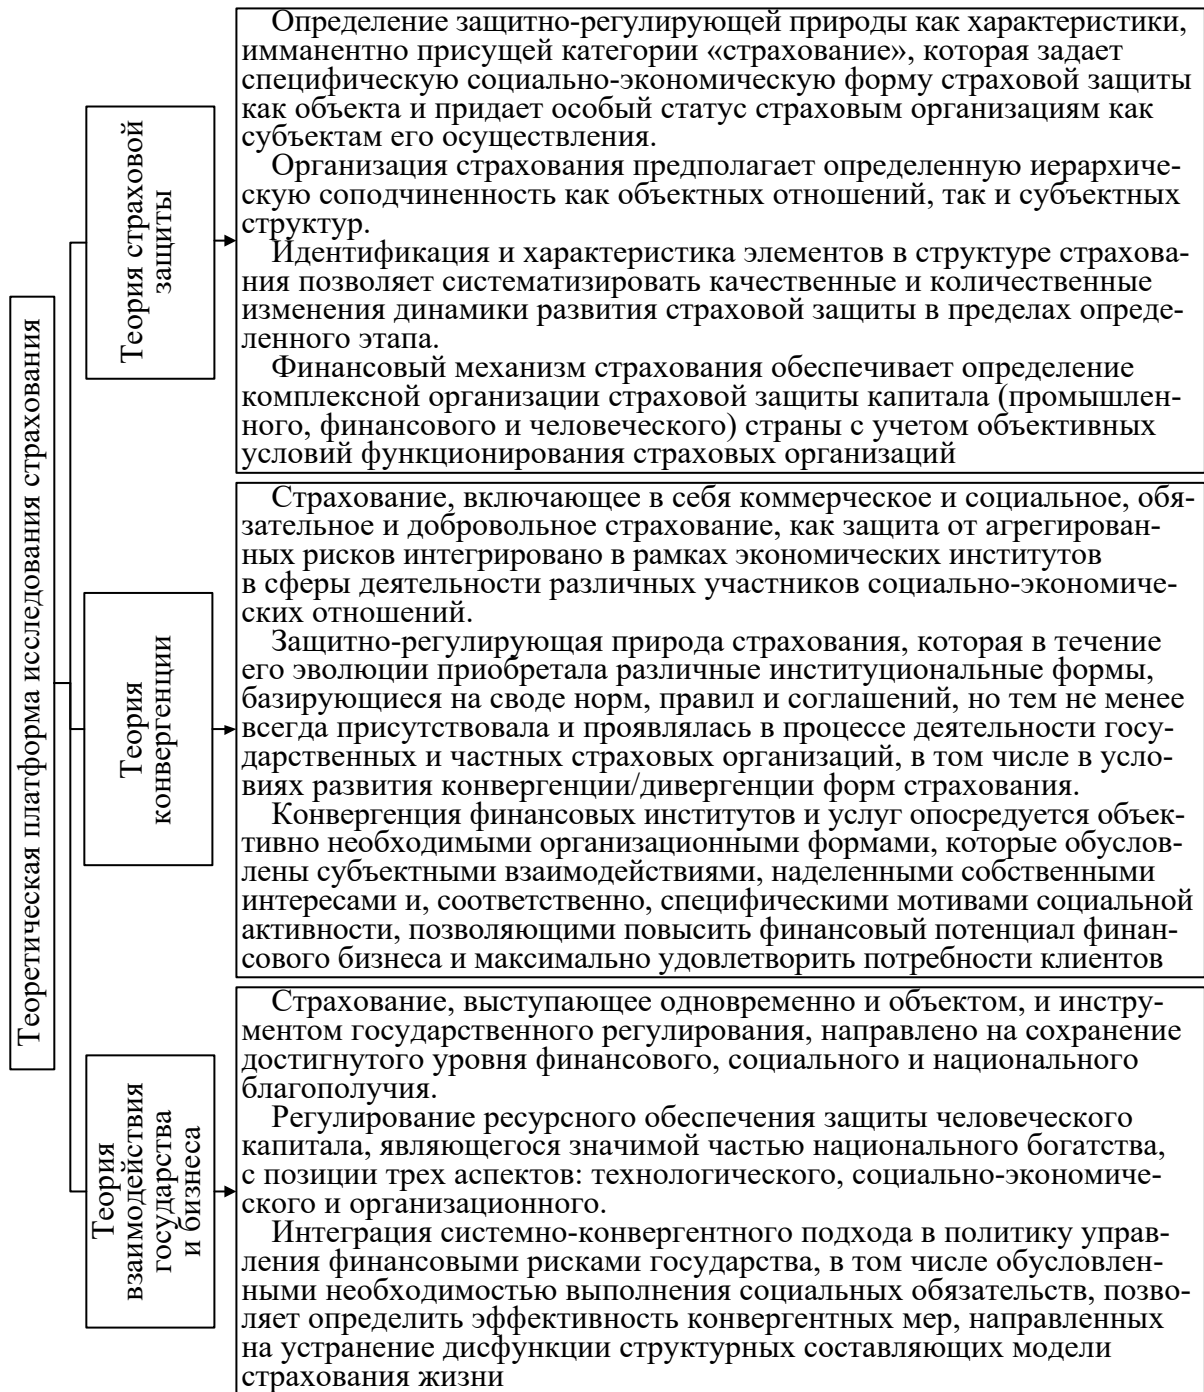 Теоретическая платформа исследования страхования
Теория страховой
защиты
Определение защитно-регулирующей природы как характеристики,
имманентно присущей категории «страхование», которая задает
специфическую социально-экономическую форму страховой защиты
как объекта и придает особый статус страховым организациям как
субъектам его осуществления.
Организация страхования предполагает определенную иерархиче-
скую соподчиненность как объектных отношений, так и субъектных
структур.
Идентификация и характеристика элементов в структуре страхова-
ния позволяет систематизировать качественные и количественные
изменения динамики развития страховой защиты в пределах опреде-
ленного этапа.
Финансовый механизм страхования обеспечивает определение
комплексной организации страховой защиты капитала (промышлен-
ного, финансового и человеческого) страны с учетом объективных
условий функционирования страховых организаций
Теория
конвергенции
Страхование, включающее в себя коммерческое и социальное, обя-
зательное и добровольное страхование, как защита от агрегирован-
ных рисков интегрировано в рамках экономических институтов
в сферы деятельности различных участников социально-экономиче-
ских отношений.
Защитно-регулирующая природа страхования, которая в течение
его эволюции приобретала различные институциональные формы,
базирующиеся на своде норм, правил и соглашений, но тем не менее
всегда присутствовала и проявлялась в процессе деятельности госу-
дарственных и частных страховых организаций, в том числе в усло-
виях развития конвергенции/дивергенции форм страхования.
Конвергенция финансовых институтов и услуг опосредуется объек-
тивно необходимыми организационными формами, которые обуслов-
лены субъектными взаимодействиями, наделенными собственными
интересами и, соответственно, специфическими мотивами социальной
активности, позволяющими повысить финансовый потенциал финан-
сового бизнеса и максимально удовлетворить потребности клиентов
Теория
взаимодействия
государства
и бизнеса
Страхование, выступающее одновременно и объектом, и инстру-
ментом государственного регулирования, направлено на сохранение
достигнутого уровня финансового, социального и национального
благополучия.
Регулирование ресурсного обеспечения защиты человеческого
капитала, являющегося значимой частью национального богатства,
с позиции трех аспектов: технологического, социально-экономиче-
ского и организационного.
Интеграция системно-конвергентного подхода в политику управ-
ления финансовыми рисками государства, в том числе обусловлен-
ными необходимостью выполнения социальных обязательств, позво-
ляет определить эффективность конвергентных мер, направленных
на устранение дисфункции структурных составляющих модели
страхования жизни